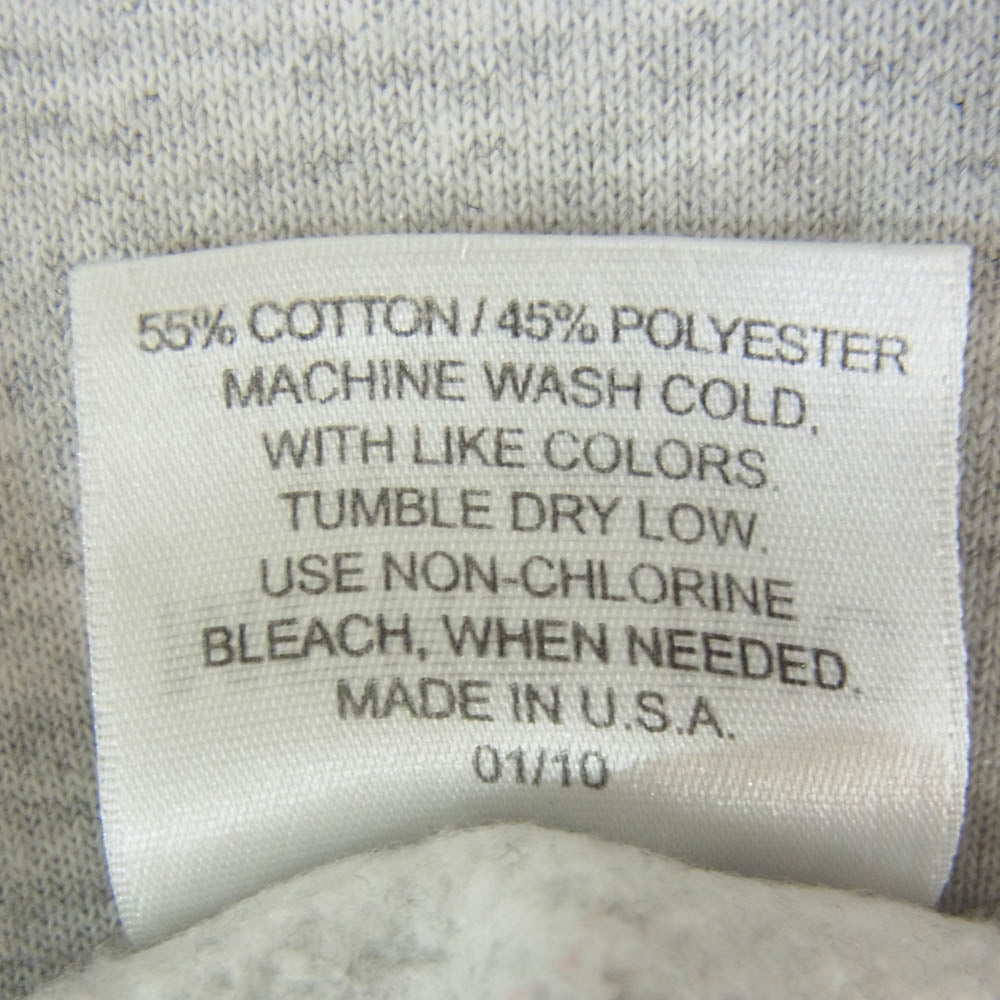 55% COTTON / 45% POLYESTER
MACHINE WASH COLD,
WITH LIKE COLORS.
TUMBLE DRY LOW.
USE NON-CHLORINE
BLEACH, WHEN NEEDED.
MADE IN U.S.A.
01/10